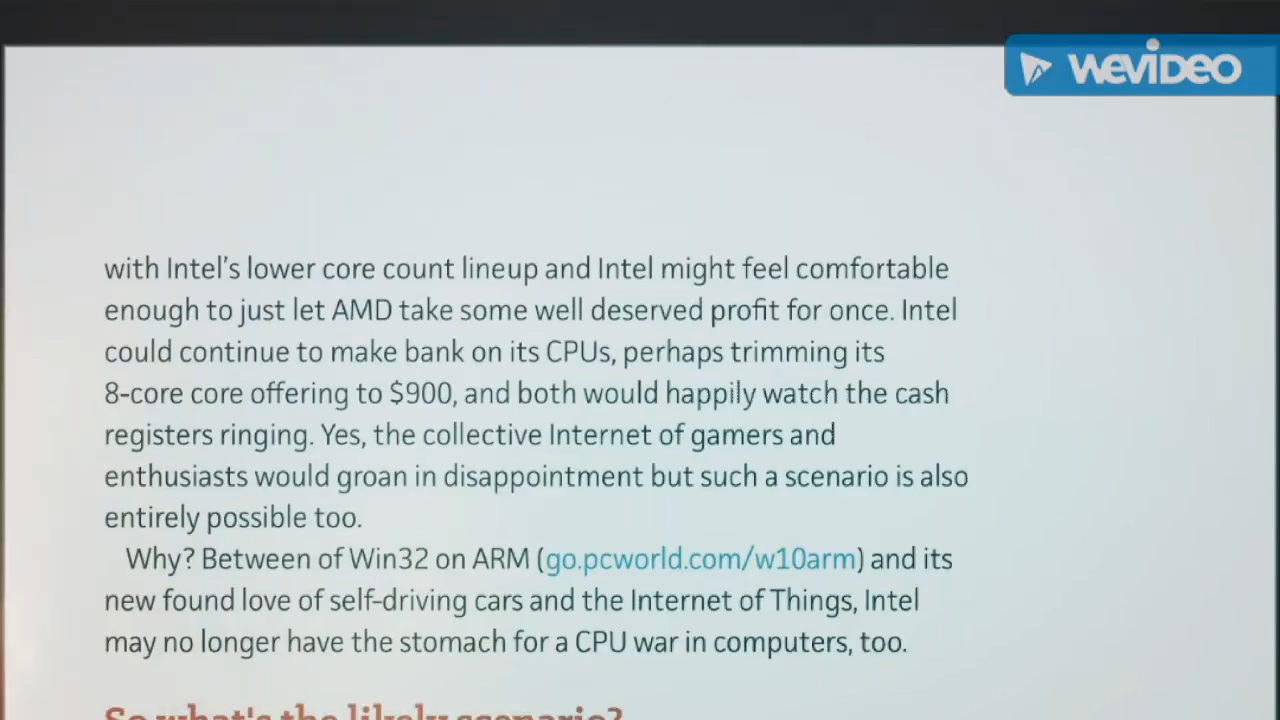 WEVIDEO
with Intel's lower core count lineup and Intel might feel comfortable
enough to just let AMD take some well deserved profit for once. Intel
could continue to make bank on its CPUs, perhaps trimming its
8-core core offering to $900, and both would happily watch the cash
registers ringing. Yes, the collective Internet of gamers and
enthusiasts would groan in disappointment but such a scenario is also
entirely possible too.
Why? Between of Win32 on ARM (go.pcworld.com/w10arm) and its
new found love of self-driving cars and the Internet of Things, Intel
may no longer have the stomach for a CPU war in computers, too.
So what's the likely scenario?